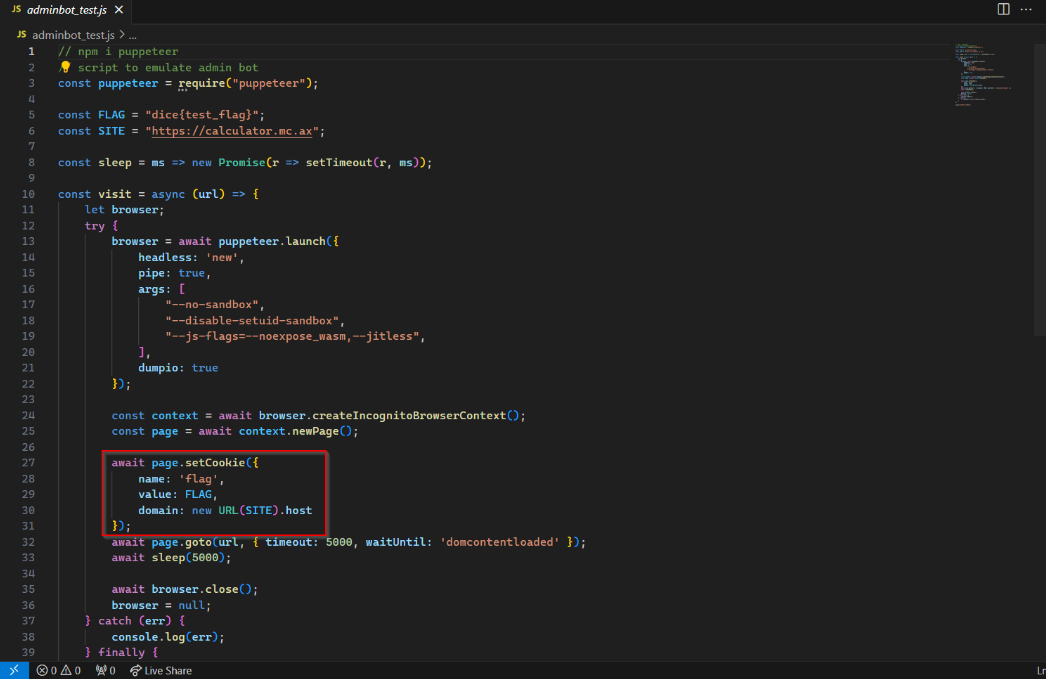 JS adminbot_test.js ×
JS adminbot_test.js > ...
1 // npm i puppeteer
2 script to emulate admin bot
3 const puppeteer = require("puppeteer");
4
5 const FLAG = "dice{test_flag}";
6 const SITE = "https://calculator.mc.ax";
7
8 const sleep = ms => new Promise(r => setTimeout(r, ms));
9
10 const visit = async (url) => {
11 let browser;
12 try {
13 browser = await puppeteer.launch({
14 headless: 'new',
15 pipe: true,
16 args: [
17 "--no-sandbox",
18 "--disable-setuid-sandbox",
19 "--js-flags=--noexpose_wasm,--jitless",
20 ],
21 dumpio: true
22 });
23
24 const context = await browser.createIncognitoBrowserContext();
25 const page = await context.newPage();
26
27 await page.setCookie({
28 name: 'flag',
29 value: FLAG,
30 domain: new URL(SITE).host
31 });
32 await page.goto(url, { timeout: 5000, waitUntil: 'domcontentloaded' });
33 await sleep(5000);
34
35 await browser.close();
36 browser = null;
37 } catch (err) {
38 console.log(err);
39 } finally {
0 0 0 Live Share